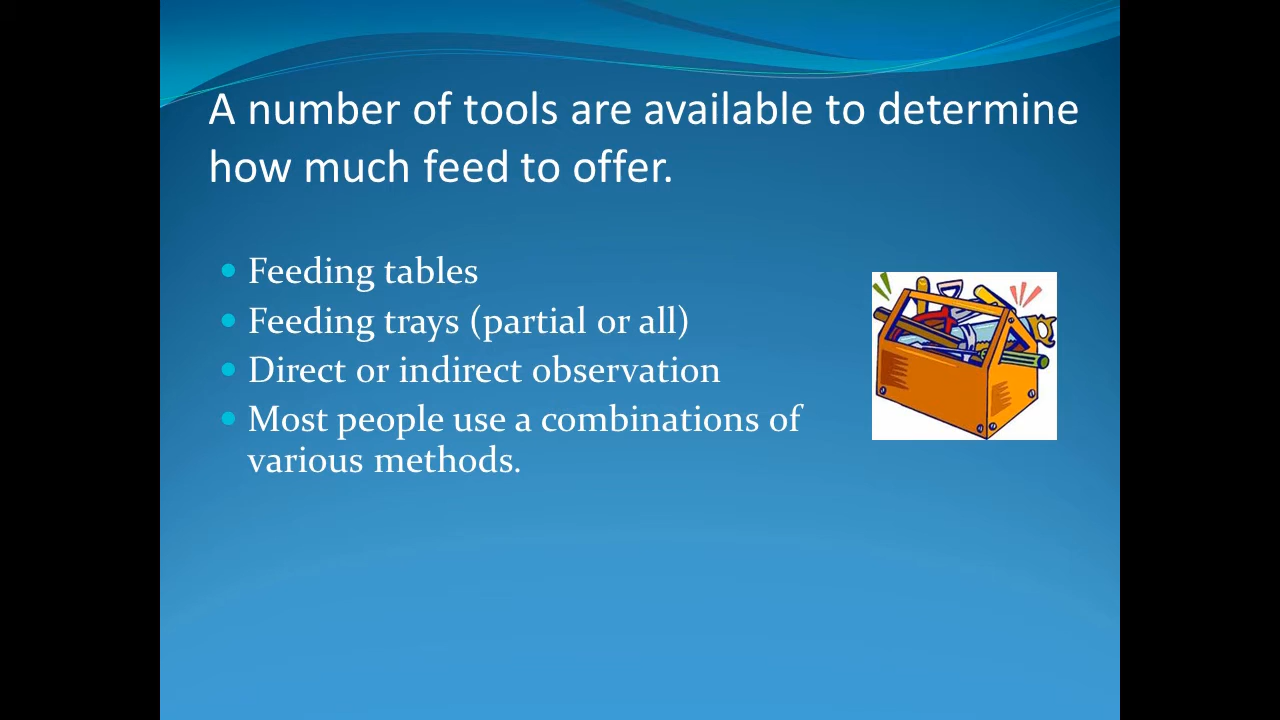 A number of tools are available to determine
how much feed to offer.
Feeding tables
Feeding trays (partial or all)
Direct or indirect observation
Most people use a combinations of
various methods.